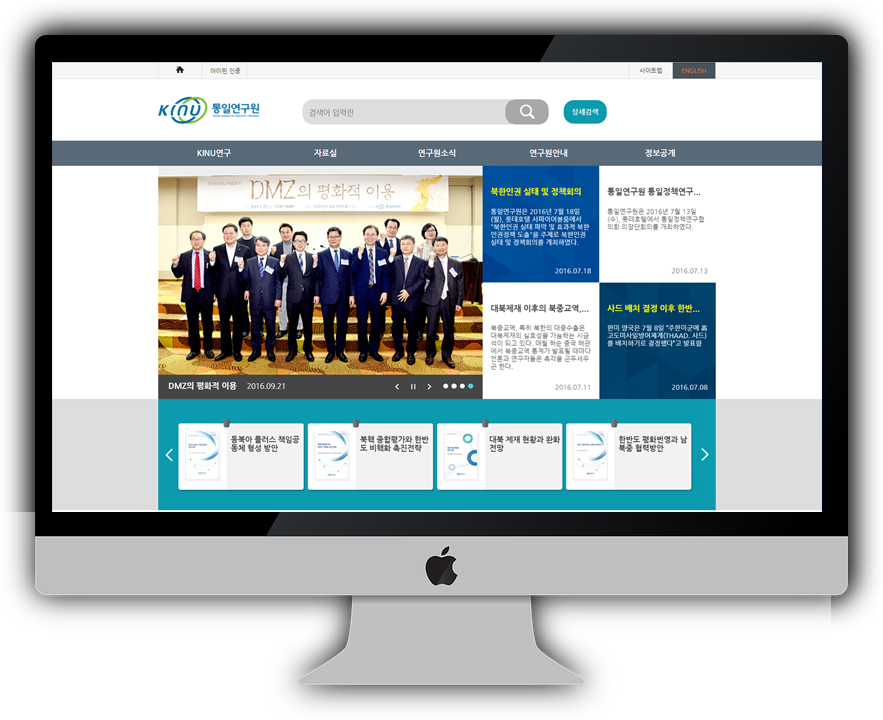 아이핀 인증
사이트맵
ENGLISH
KINU 통일연구원
검색어 입력란
상세검색
KINU연구
자료실
연구원소식
연구원안내
정보공개
DMZ의 평화적 이용
DMZ의 평화적 이용 2016.09.21
북한인권 실태 및 정책회의
통일연구원은 2016년 7월 18일
(월), 롯데호텔 사파이어볼룸에서
"북한인권 실태 파악 및 효과적 북한
인권정책 도출"을 주제로 북한인권
실태 및 정책회의를 개최하였다.
2016.07.18
통일연구원 통일정책연구...
통일연구원은 2016년 7월 13일
(수), 롯데호텔에서 통일정책연구협
의회 의장단회의를 개최하였다.
2016.07.13
대북제재 이후의 북중교역,...
북중교역, 특히 북한의 대중수출은
대북제재의 실효성을 가늠하는 시금
석이 되고 있다. 매월 하순 중국 해관
에서 북중교역 통계가 발표될 때마다
언론과 연구자들은 촉각을 곤두세우
곤 한다.
2016.07.11
사드 배치 결정 이후 한반...
한미 양국은 7월 8일 "주한미군에 高
고도미사일방어체계(THAAD, 사드)
를 배치하기로 결정했다"고 발표함
2016.07.08
동북아 플러스 책임공
동체 형성 방안
북핵 종합평가와 한반
도 비핵화 촉진전략
대북 제재 현황과 완화
전망
한반도 평화번영과 남
북중 협력방안